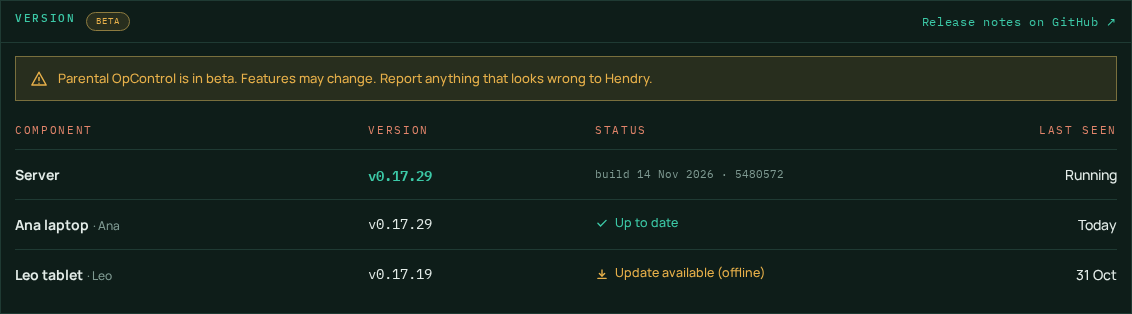 VERSION BETA Release notes on GitHub ↗
Parental OpControl is in beta. Features may change. Report anything that looks wrong to Hendry.
COMPONENT VERSION STATUS LAST SEEN
Server v0.17.29 build 14 Nov 2026 · 5480572 Running
Ana laptop · Ana v0.17.29 Up to date Today
Leo tablet · Leo v0.17.19 Update available (offline) 31 Oct